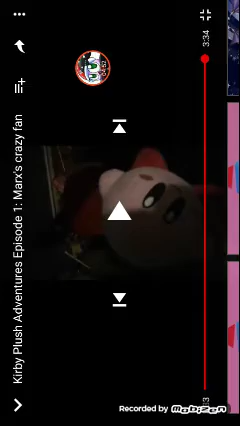 Kirby Plush Adventures Episode 1: Marx's crazy fan
3:34
Recorded by MOBIZEN